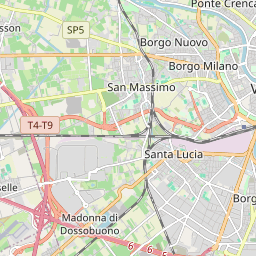 Ponte Crenca
sson
SP5
Borgo Nuovo
Borgo Milano
San Massimo
V
T4-T9
Santa Lucia
selle
Borg
Madonna di
Dossobuono
6
6
6